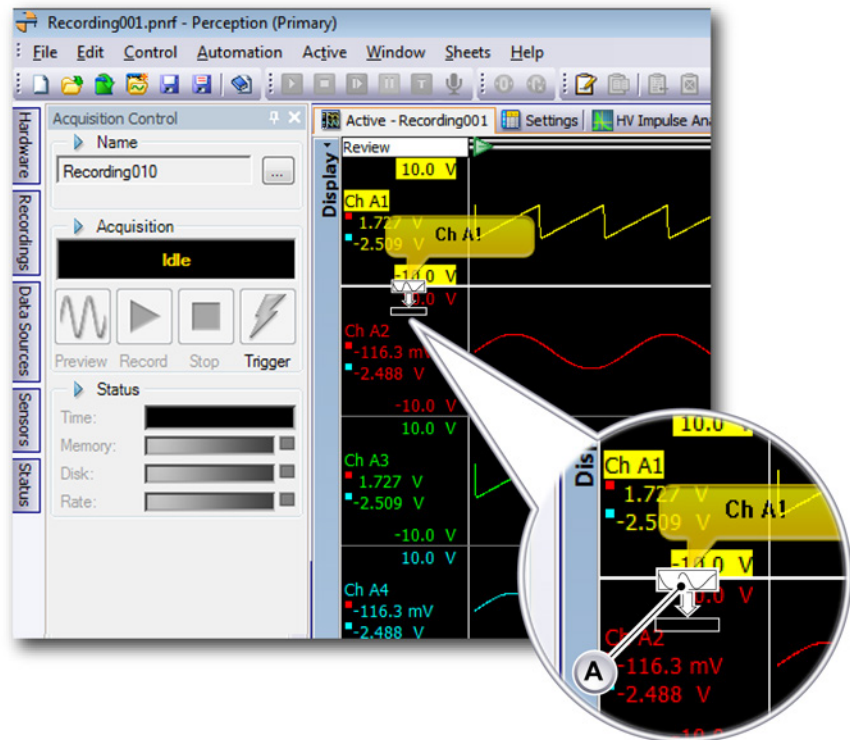 Recording001.pnrf - Perception (Primary)
File Edit Control Automation Active Window Sheets Help
Hardware
Recordings
Data Sources
Sensors
Status
Acquisition Control
Name
Recording010
...
Acquisition
Idle
Preview Record Stop Trigger
Status
Time:
Memory:
Disk:
Rate:
Active - Recording001 Settings HV Impulse Ana
Display
Review
10.0 V
Ch A1
1.727 V
-2.509 V
Ch A1
-10.0 V
10.0 V
Ch A2
-116.3 mV
-2.488 V
-10.0 V
10.0 V
Ch A3
1.727 V
-2.509 V
-10.0 V
10.0 V
Ch A4
-116.3 mV
-2.488 V
10.0 V
Dis
Ch A1
1.727 V
-2.509 V
Ch A1
-10.0 V
Ch A2
A
-116.3 mV
-2.488 V